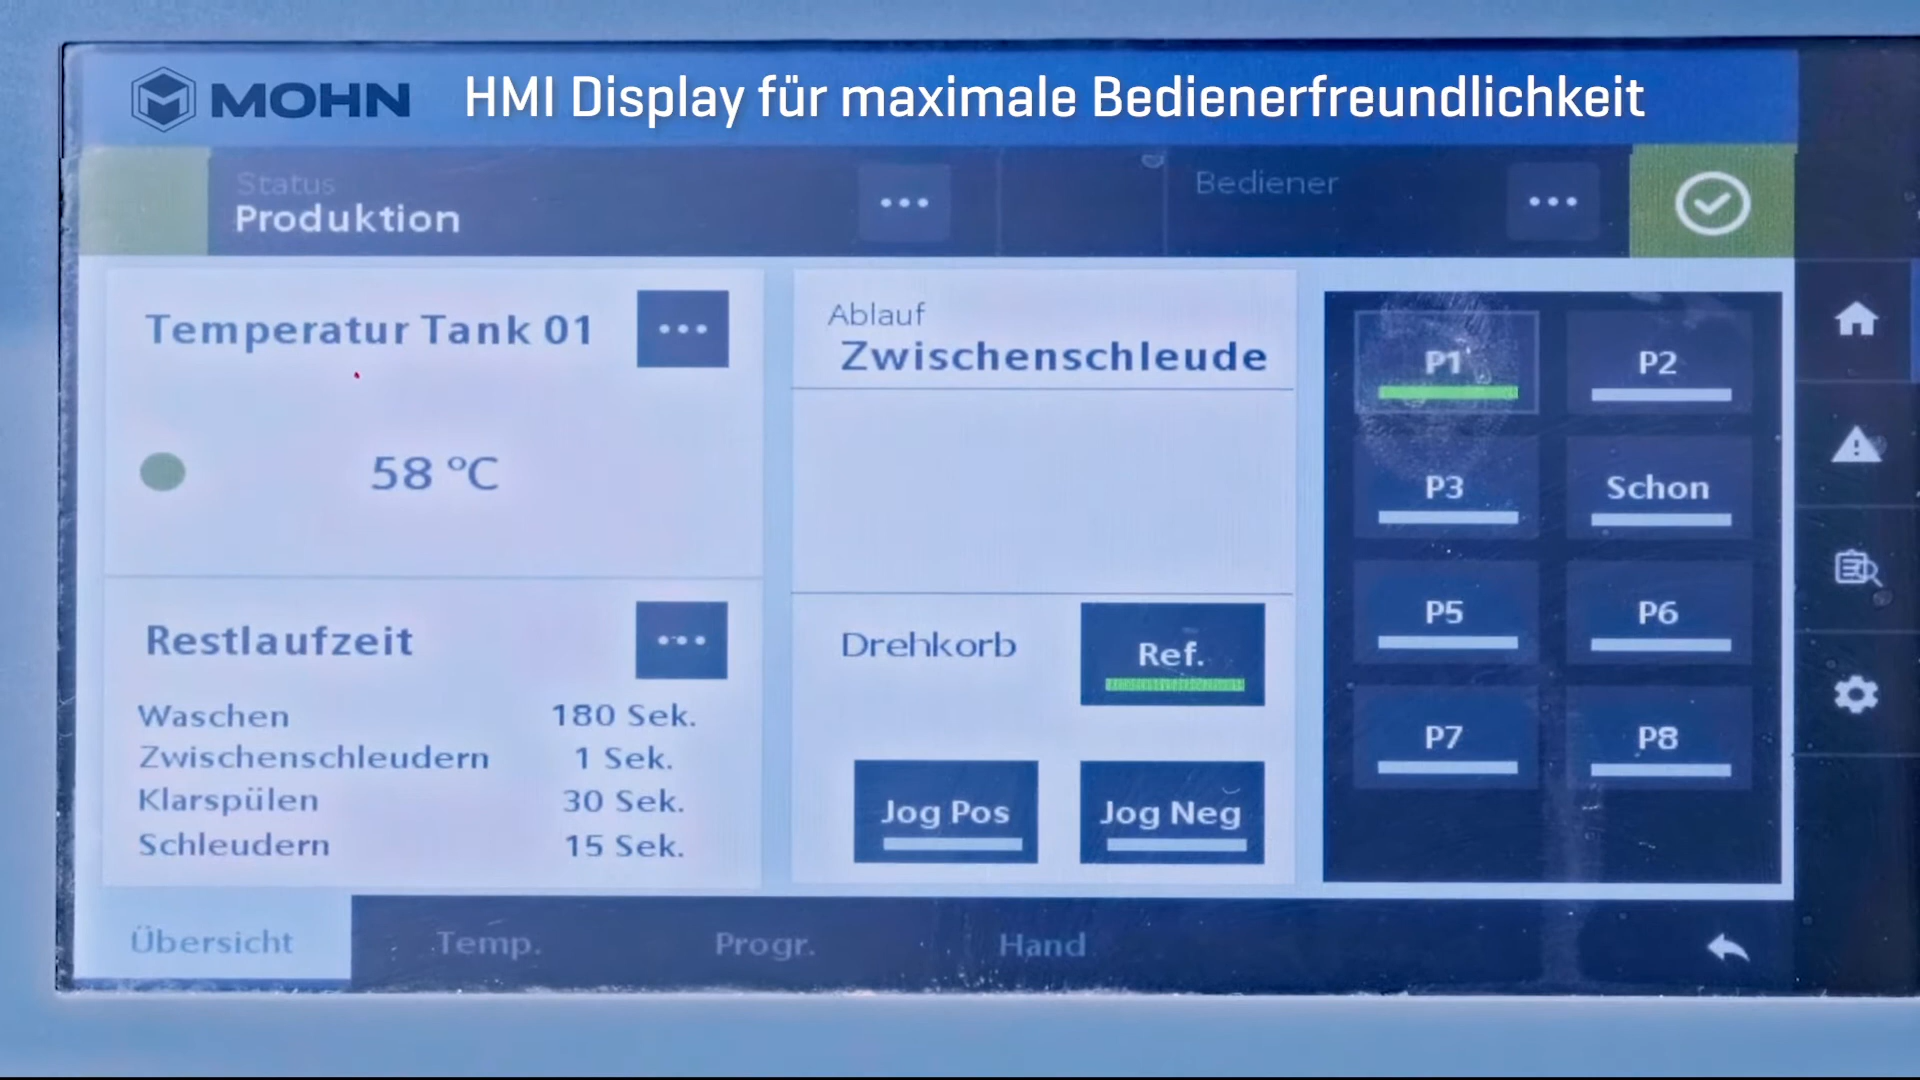 MOHN
HMI Display für maximale Bedienerfreundlichkeit
Status
Produktion
...
Bediener
...
Temperatur Tank 01
...
58 °C
Restlaufzeit
...
Waschen 180 Sek.
Zwischenschleudern 1 Sek.
Klarspülen 30 Sek.
Schleudern 15 Sek.
Ablauf
Zwischenschleude
Drehkorb
Ref.
Jog Pos
Jog Neg
P1
P2
P3
Schon
P5
P6
P7
P8
Übersicht
Temp.
Progr.
Hand